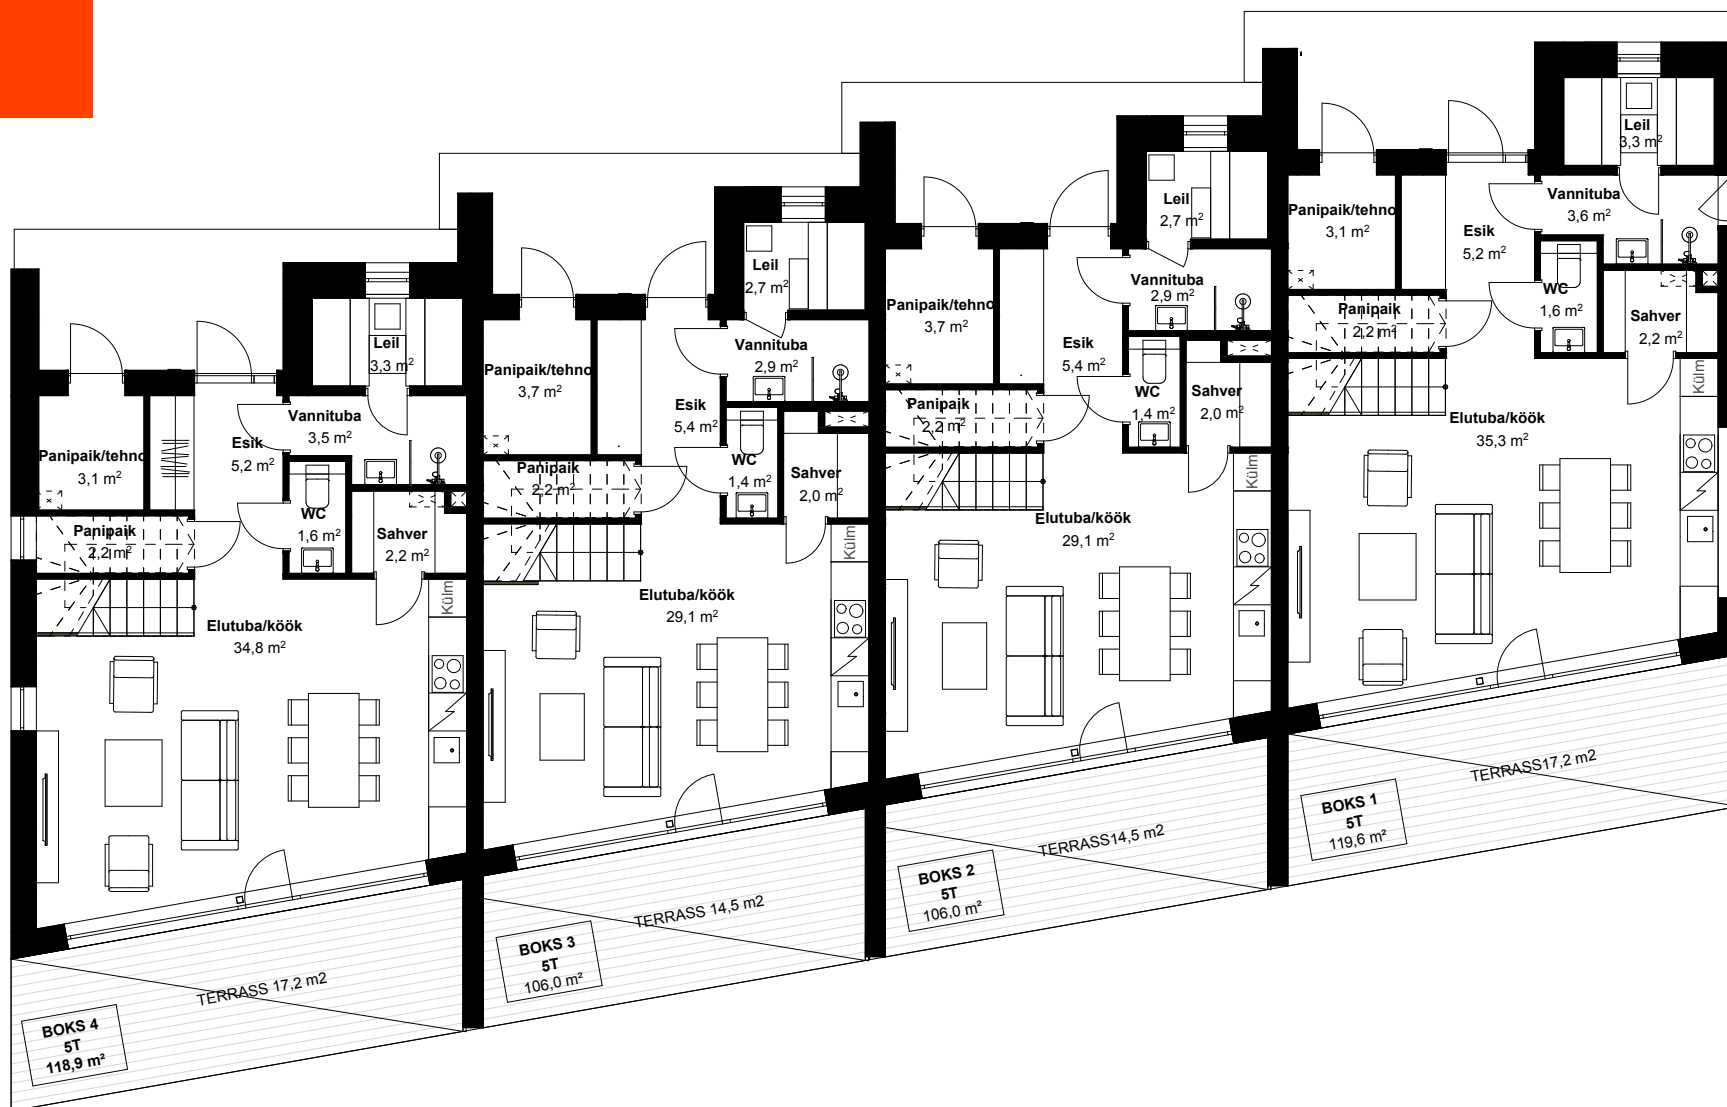 Leil
3,3 m²
Panipaik/tehno
3,1 m²
Esik
5,2 m²
Vannituba
3,5 m²
WC
1,6 m²
Sahver
2,2 m²
Panipaik
2,2 m²
Külm
Elutuba/köök
34,8 m²
TERRASS 17,2 m2
BOKS 4
5T
118,9 m²
Leil
2,7 m²
Panipaik/tehno
3,7 m²
Esik
5,4 m²
Vannituba
2,9 m²
WC
1,4 m²
Sahver
2,0 m²
Panipaik
2,2 m²
Külm
Elutuba/köök
29,1 m²
TERRASS 14,5 m2
BOKS 3
5T
106,0 m²
Leil
2,7 m²
Panipaik/tehno
3,7 m²
Esik
5,4 m²
Vannituba
2,9 m²
WC
1,4 m²
Sahver
2,0 m²
Panipaik
2,2 m²
Külm
Elutuba/köök
29,1 m²
TERRASS14,5 m2
BOKS 2
5T
106,0 m²
Leil
3,3 m²
Panipaik/tehno
3,1 m²
Esik
5,2 m²
Vannituba
3,6 m²
WC
1,6 m²
Sahver
2,2 m²
Panipaik
2,2 m²
Külm
Elutuba/köök
35,3 m²
TERRASS17,2 m2
BOKS 1
5T
119,6 m²